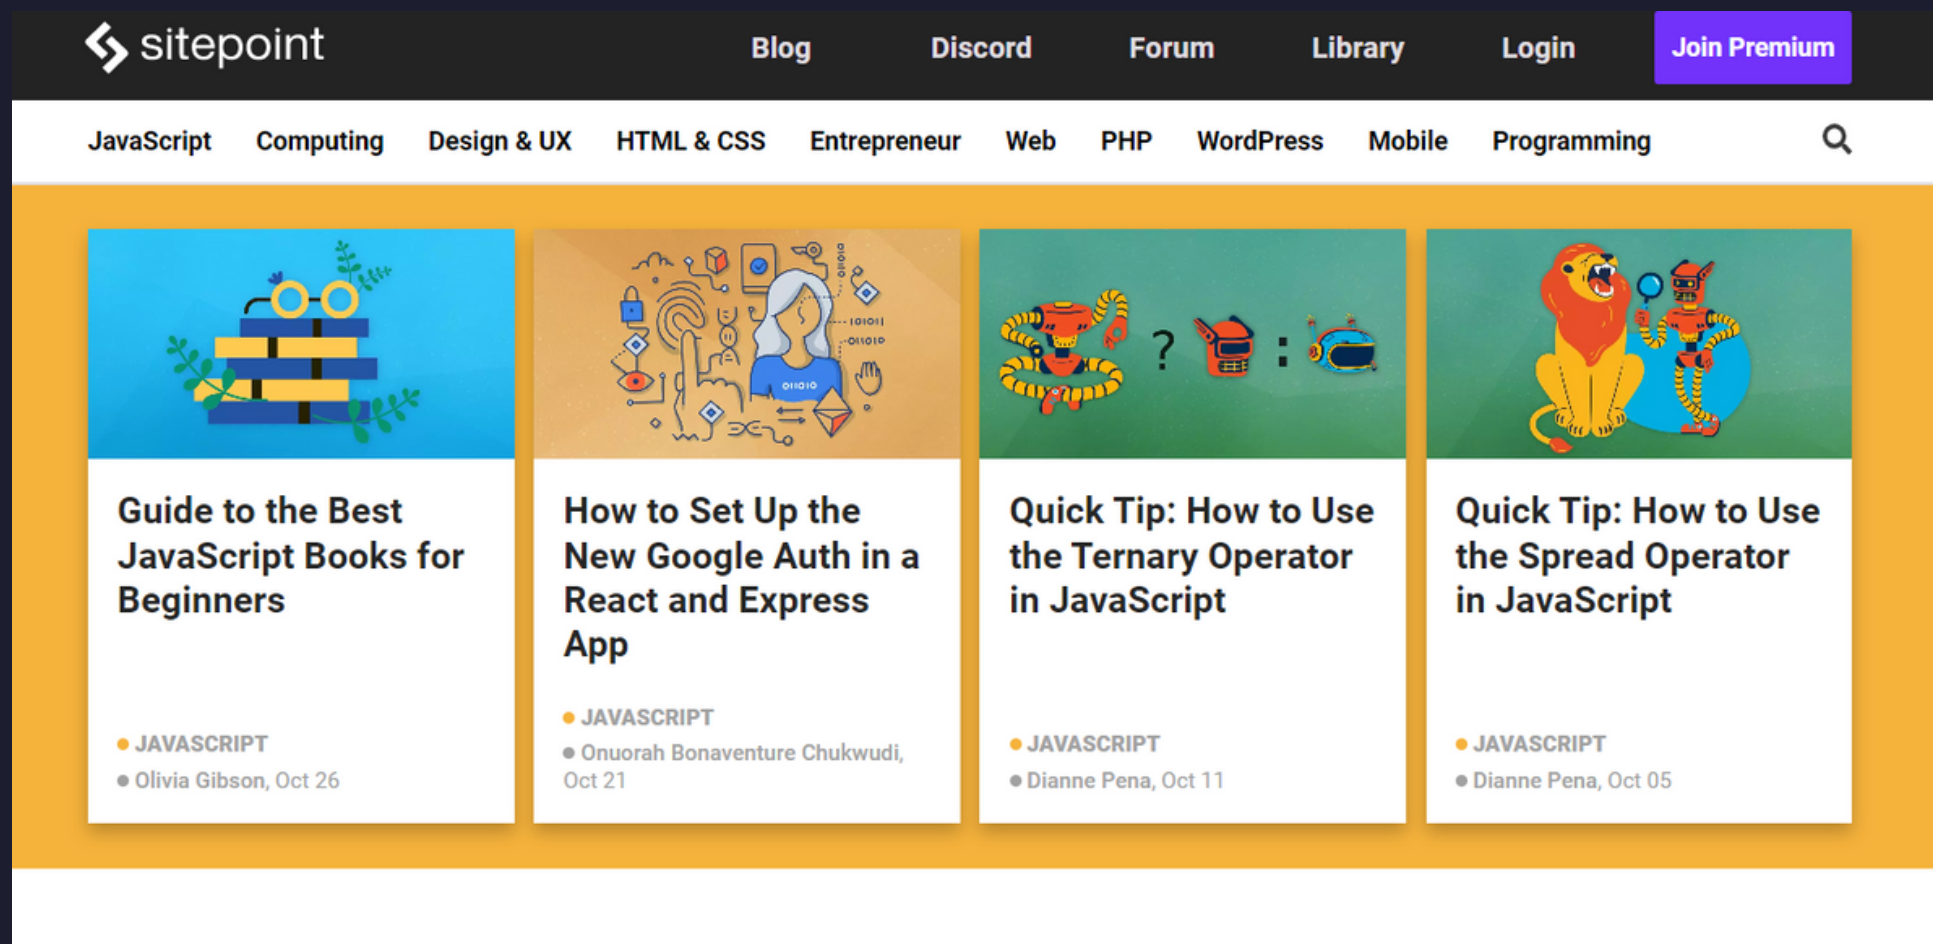 sitepoint
Blog
Discord
Forum
Library
Login
Join Premium
JavaScript
Computing
Design & UX
HTML & CSS
Entrepreneur
Web
PHP
WordPress
Mobile
Programming
01010
101011
011010
011010
? :
Guide to the Best
JavaScript Books for
Beginners
JAVASCRIPT
Olivia Gibson, Oct 26
How to Set Up the
New Google Auth in a
React and Express
App
JAVASCRIPT
Onuorah Bonaventure Chukwudi,
Oct 21
Quick Tip: How to Use
the Ternary Operator
in JavaScript
JAVASCRIPT
Dianne Pena, Oct 11
Quick Tip: How to Use
the Spread Operator
in JavaScript
JAVASCRIPT
Dianne Pena, Oct 05